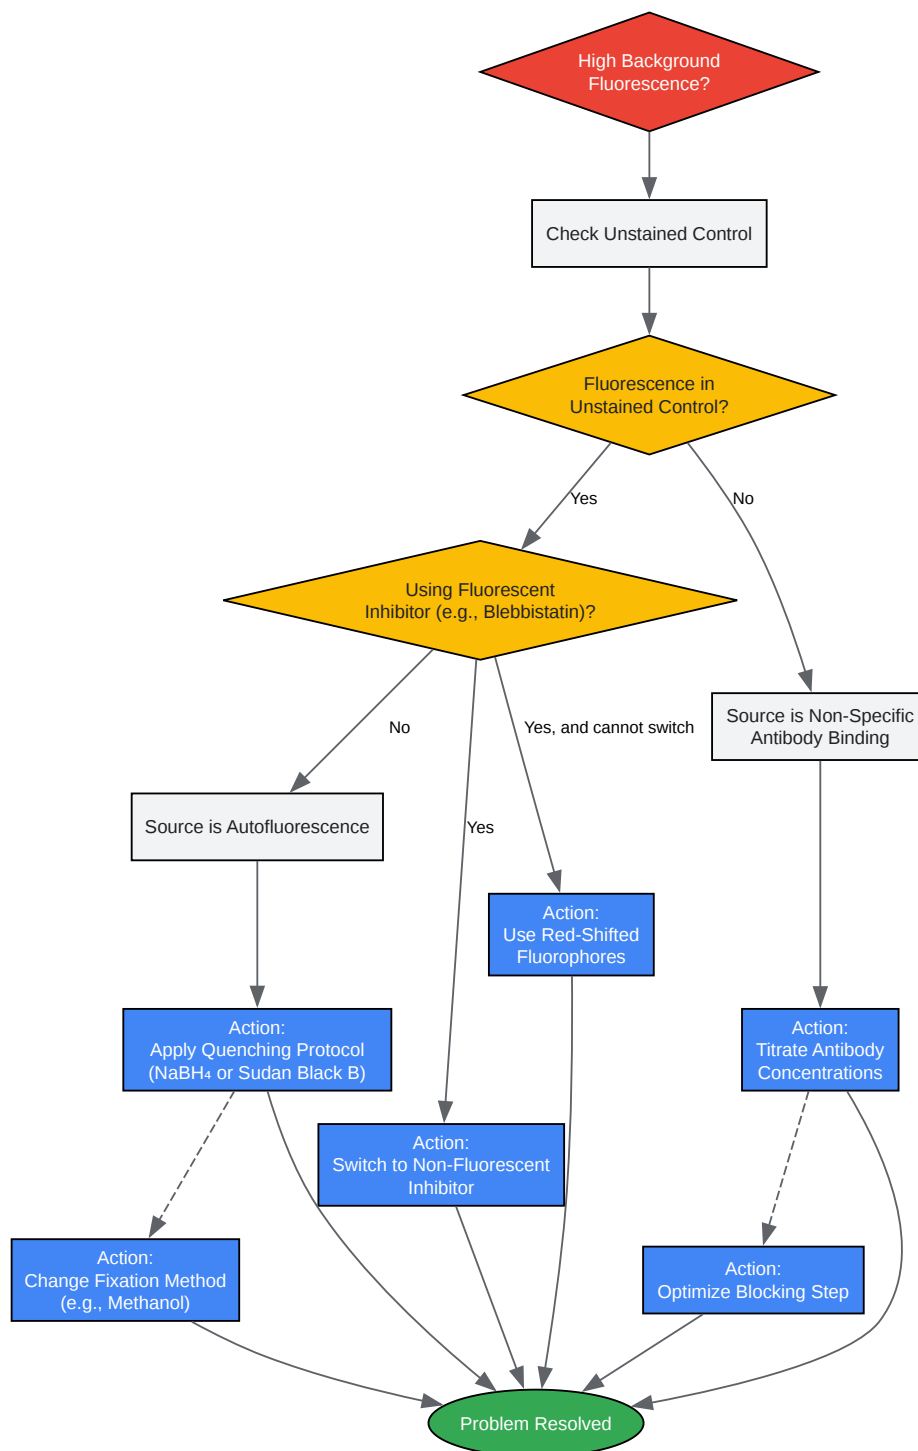 High Background
Fluorescence?
Check Unstained Control
Fluorescence in
Unstained Control?
Yes
No
Using Fluorescent
Inhibitor (e.g., Blebbistatin)?
Source is Non-Specific
Antibody Binding
No
Yes, and cannot switch
Source is Autofluorescence
Yes
Action:
Use Red-Shifted
Fluorophores
Action:
Apply Quenching Protocol
(NaBH₄ or Sudan Black B)
Action:
Titrate Antibody
Concentrations
Action:
Switch to Non-Fluorescent
Inhibitor
Action:
Change Fixation Method
(e.g., Methanol)
Action:
Optimize Blocking Step
Problem Resolved